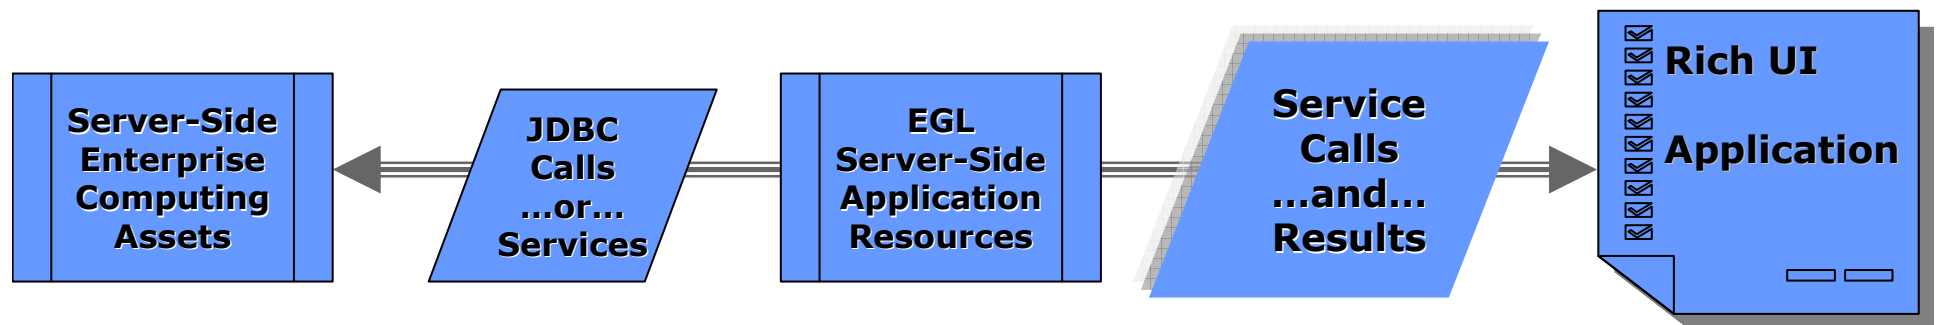 Server-Side
Enterprise
Computing
Assets
JDBC
Calls
...or...
Services
EGL
Server-Side
Application
Resources
Service
Calls
...and...
Results
Rich UI
Application